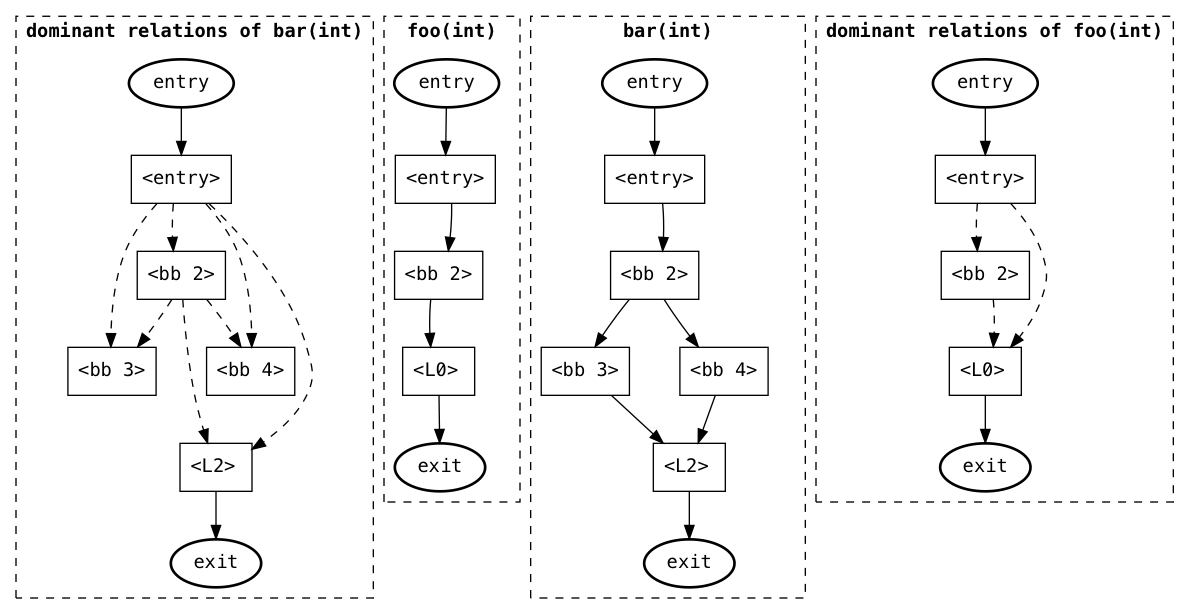 dominant relations of bar(int)
entry
<entry>
<bb 2>
<bb 3>
<bb 4>
<L2>
exit
foo(int)
entry
<entry>
<bb 2>
<L0>
exit
bar(int)
entry
<entry>
<bb 2>
<bb 3>
<bb 4>
<L2>
exit
dominant relations of foo(int)
entry
<entry>
<bb 2>
<L0>
exit